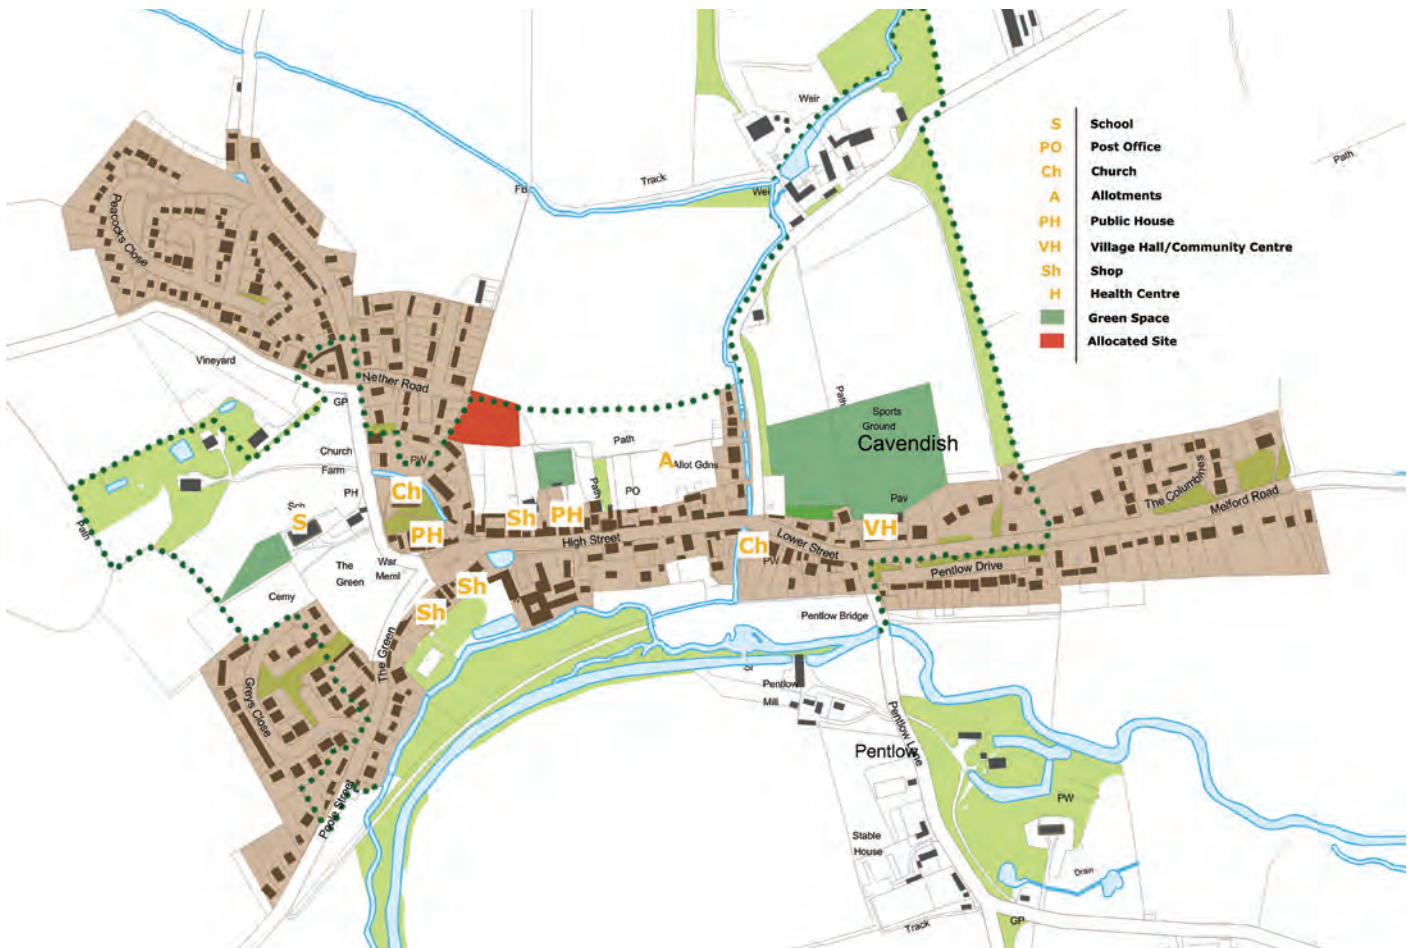 Weir
S School
PO Post Office
Ch Church
A Allotments
PH Public House
VH Village Hall/Community Centre
Sh Shop
H Health Centre
Green Space
Allocated Site
Path
Track
FB
Weir
Peacocks Close
Vineyard
Nether Road
GP
Path
Sports
Ground
Cavendish
Church
Farm
PW
Path
A
Allot Gdns
The Columbines
Melford Road
PH
Ch
Path
PO
Pav
Sch
S
Sh
PH
VH
Path
PH
High Street
Ch
Lower Street
PW
War
Meml
The
Green
Pentlow Drive
Cemy
Sh
Sh
Pentlow Bridge
The Green
Greys Close
Pentlow
Mill
Pentlow Lane
Pentlow
Poole Street
PW
Stable
House
Drain
GP
Track